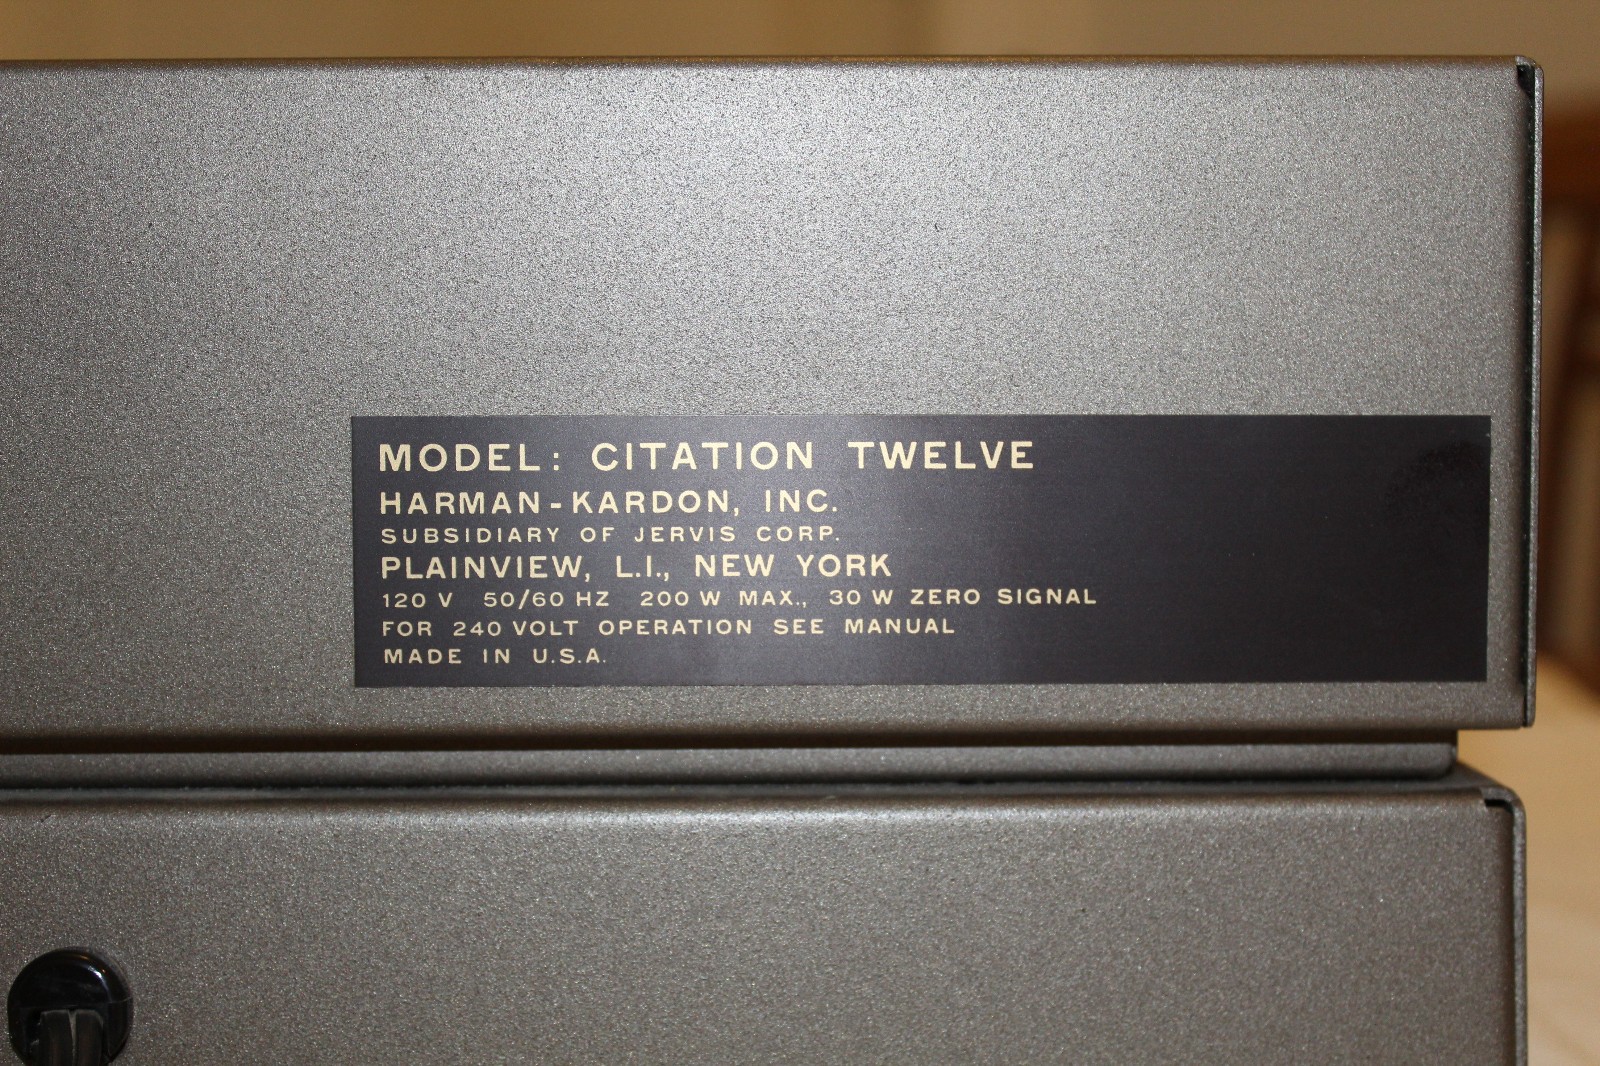 MODEL: CITATION TWELVE
HARMAN-KARDON, INC.
SUBSIDIARY OF JERVIS CORP.
PLAINVIEW, L.I., NEW YORK
120 V 50/60 HZ 200 W MAX., 30 W ZERO SIGNAL
FOR 240 VOLT OPERATION SEE MANUAL
MADE IN U.S.A.